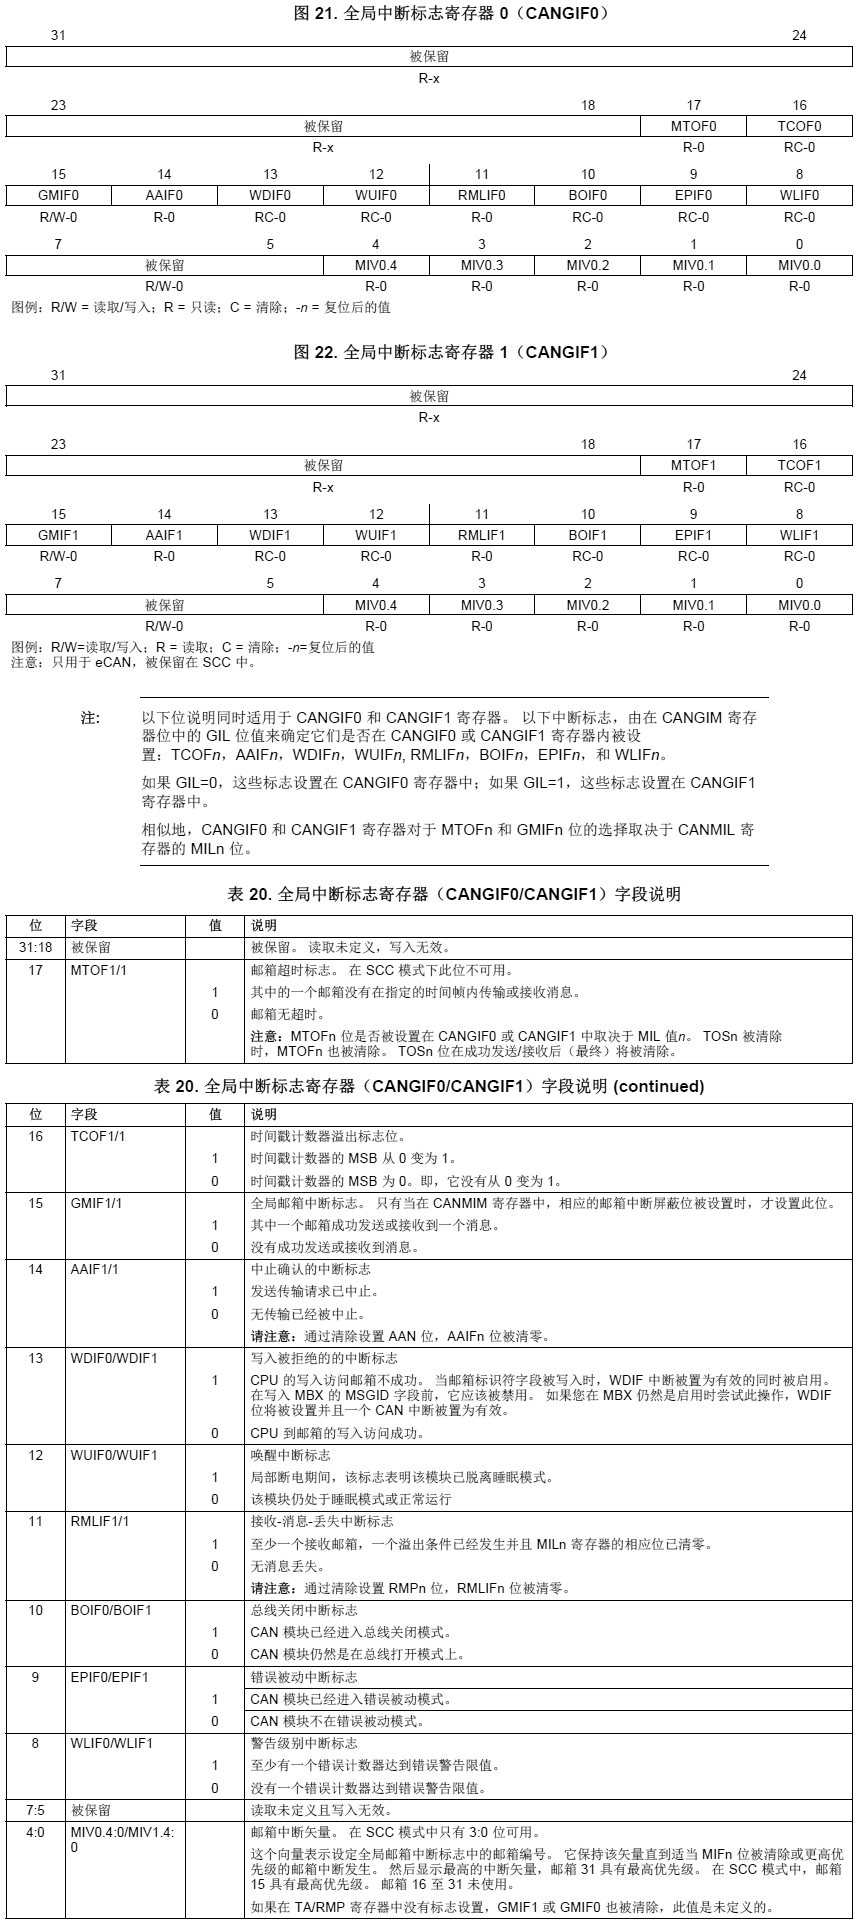 图 21. 全局中断标志寄存器 0（CANGIF0）
31 24
被保留
R-x
23 18 17 16
被保留 MTOF0 TCOF0
R-x R-0 RC-0
15 14 13 12 11 10 9 8
GMIF0 AAIF0 WDIF0 WUIF0 RMLIF0 BOIF0 EPIF0 WLIF0
R/W-0 R-0 RC-0 RC-0 R-0 RC-0 RC-0 RC-0
7 5 4 3 2 1 0
被保留 MIV0.4 MIV0.3 MIV0.2 MIV0.1 MIV0.0
R/W-0 R-0 R-0 R-0 R-0 R-0
图例：R/W = 读取/写入；R = 只读；C = 清除；-n = 复位后的值
图 22. 全局中断标志寄存器 1（CANGIF1）
31 24
被保留
R-x
23 18 17 16
被保留 MTOF1 TCOF1
R-x R-0 RC-0
15 14 13 12 11 10 9 8
GMIF1 AAIF1 WDIF1 WUIF1 RMLIF1 BOIF1 EPIF1 WLIF1
R/W-0 R-0 RC-0 RC-0 R-0 RC-0 RC-0 RC-0
7 5 4 3 2 1 0
被保留 MIV0.4 MIV0.3 MIV0.2 MIV0.1 MIV0.0
R/W-0 R-0 R-0 R-0 R-0 R-0
图例：R/W=读取/写入；R = 读取；C = 清除；-n=复位后的值
注意：只用于 eCAN，被保留在 SCC 中。
注: 以下位说明同时适用于 CANGIF0 和 CANGIF1 寄存器。 以下中断标志，由在 CANGIM 寄存
器位中的 GIL 位值来确定它们是否在 CANGIF0 或 CANGIF1 寄存器内被设
置：TCOFn，AAIFn，WDIFn，WUIFn, RMLIFn，BOIFn，EPIFn，和 WLIFn。
如果 GIL=0，这些标志设置在 CANGIF0 寄存器中；如果 GIL=1，这些标志设置在 CANGIF1
寄存器中。
相似地，CANGIF0 和 CANGIF1 寄存器对于 MTOFn 和 GMIFn 位的选择取决于 CANMIL 寄
存器的 MILn 位。
表 20. 全局中断标志寄存器（CANGIF0/CANGIF1）字段说明
位 字段 值 说明
31:18 被保留 被保留。 读取未定义，写入无效。
17 MTOF1/1 邮箱超时标志。 在 SCC 模式下此位不可用。
1 其中的一个邮箱没有在指定的时间帧内传输或接收消息。
0 邮箱无超时。
注意：MTOFn 位是否被设置在 CANGIF0 或 CANGIF1 中取决于 MIL 值n。 TOSn 被清除
时，MTOFn 也被清除。 TOSn 位在成功发送/接收后（最终）将被清除。
表 20. 全局中断标志寄存器（CANGIF0/CANGIF1）字段说明 (continued)
位 字段 值 说明
16 TCOF1/1 时间戳计数器溢出标志位。
1 时间戳计数器的 MSB 从 0 变为 1。
0 时间戳计数器的 MSB 为 0。即，它没有从 0 变为 1。
15 GMIF1/1 全局邮箱中断标志。 只有当在 CANMIM 寄存器中，相应的邮箱中断屏蔽位被设置时，才设置此位。
1 其中一个邮箱成功发送或接收到一个消息。
0 没有成功发送或接收到消息。
14 AAIF1/1 中止确认的中断标志
1 发送传输请求已中止。
0 无传输已经被中止。
请注意：通过清除设置 AAN 位，AAIFn 位被清零。
13 WDIF0/WDIF1 写入被拒绝的的中断标志
1 CPU 的写入访问邮箱不成功。 当邮箱标识符字段被写入时，WDIF 中断被置为有效的同时被启用。
在写入 MBX 的 MSGID 字段前，它应该被禁用。 如果您在 MBX 仍然是启用时尝试此操作，WDIF
位将被设置并且一个 CAN 中断被置为有效。
0 CPU 到邮箱的写入访问成功。
12 WUIF0/WUIF1 唤醒中断标志
1 局部断电期间，该标志表明该模块已脱离睡眠模式。
0 该模块仍处于睡眠模式或正常运行
11 RMLIF1/1 接收-消息-丢失中断标志
1 至少一个接收邮箱，一个溢出条件已经发生并且 MILn 寄存器的相应位已清零。
0 无消息丢失。
请注意：通过清除设置 RMPn 位，RMLIFn 位被清零。
10 BOIF0/BOIF1 总线关闭中断标志
1 CAN 模块已经进入总线关闭模式。
0 CAN 模块仍然是在总线打开模式上。
9 EPIF0/EPIF1 错误被动中断标志
1 CAN 模块已经进入错误被动模式。
0 CAN 模块不在错误被动模式。
8 WLIF0/WLIF1 警告级别中断标志
1 至少有一个错误计数器达到错误警告限值。
0 没有一个错误计数器达到错误警告限值。
7:5 被保留 读取未定义且写入无效。
4:0 MIV0.4:0/MIV1.4: 邮箱中断矢量。 在 SCC 模式中只有 3:0 位可用。
0
这个向量表示设定全局邮箱中断标志中的邮箱编号。 它保持该矢量直到适当 MIFn 位被清除或更高优
先级的邮箱中断发生。 然后显示最高的中断矢量，邮箱 31 具有最高优先级。 在 SCC 模式中，邮箱
15 具有最高优先级。 邮箱 16 至 31 未使用。
如果在 TA/RMP 寄存器中没有标志设置，GMIF1 或 GMIF0 也被清除，此值是未定义的。